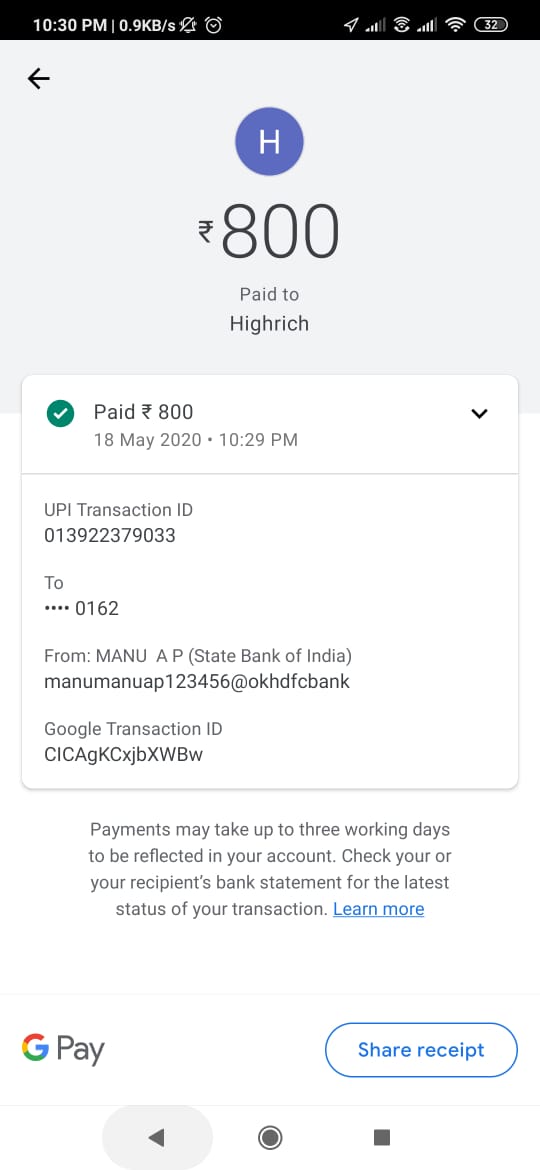 10:30 PM | 0.9KB/s 32
H
₹800
Paid to
Highrich
Paid ₹ 800
18 May 2020 • 10:29 PM
UPI Transaction ID
013922379033
To
•••• 0162
From: MANU  A P (State Bank of India)
manumanuap123456@okhdfcbank
Google Transaction ID
CICAgKCxjbXWBw
Payments may take up to three working days
to be reflected in your account. Check your or
your recipient's bank statement for the latest
status of your transaction. Learn more
G Pay
Share receipt